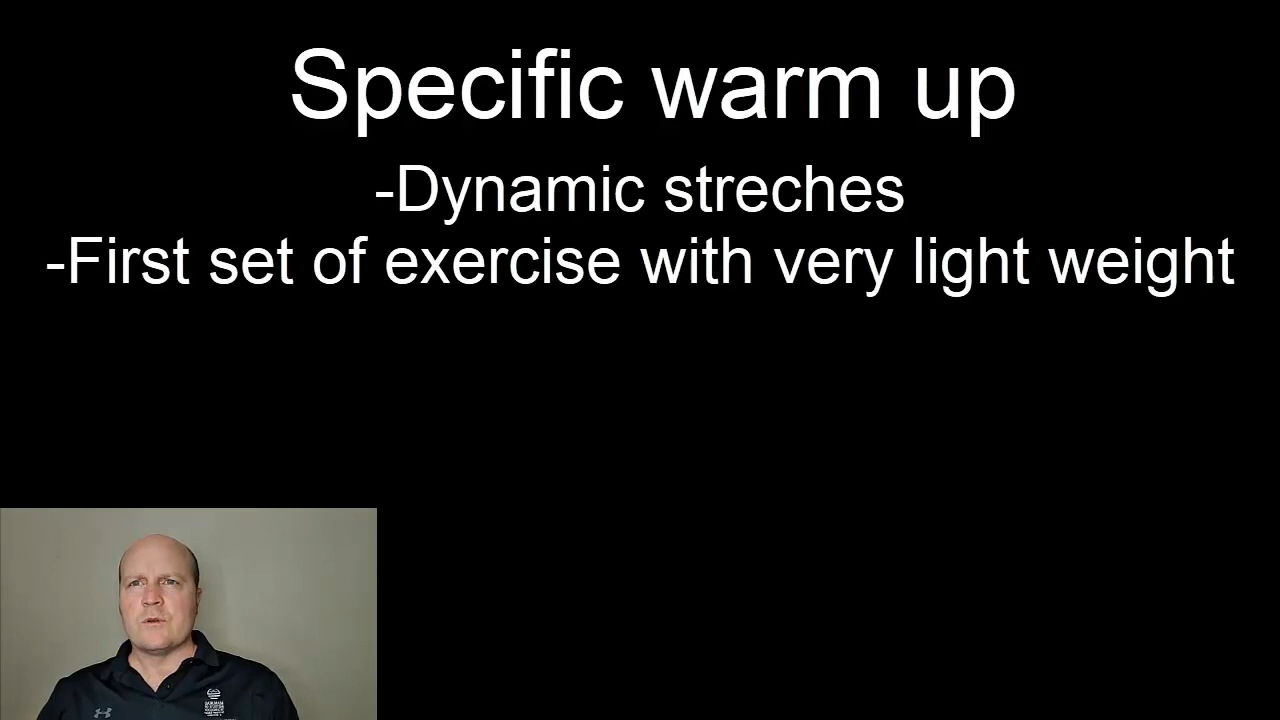 Specific warm up
-Dynamic streches
-First set of exercise with very light weight